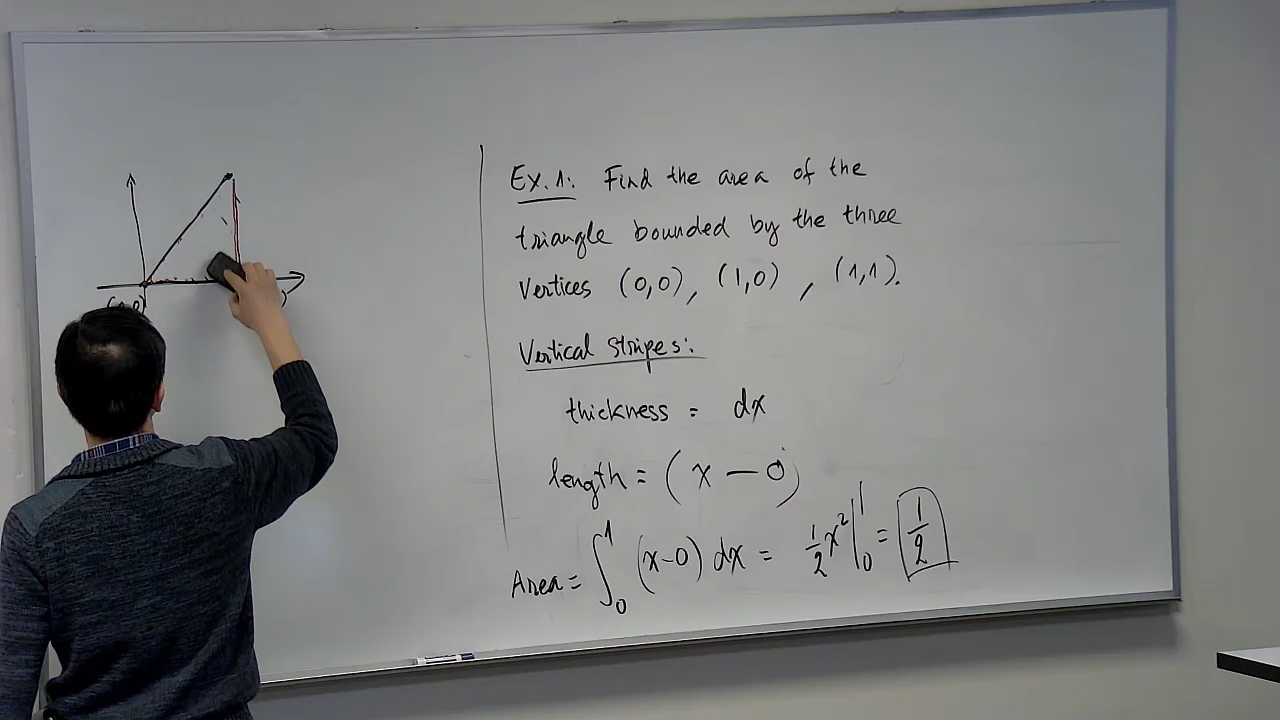 Ex. 1: Find the area of the
triangle bounded by the three
vertices (0,0), (1,0), (1,1).
Vertical stripes:
thickness = dx
length = (x − 0)
Area = ∫₀¹ (x-0) dx = ½x²|₀¹ = ½